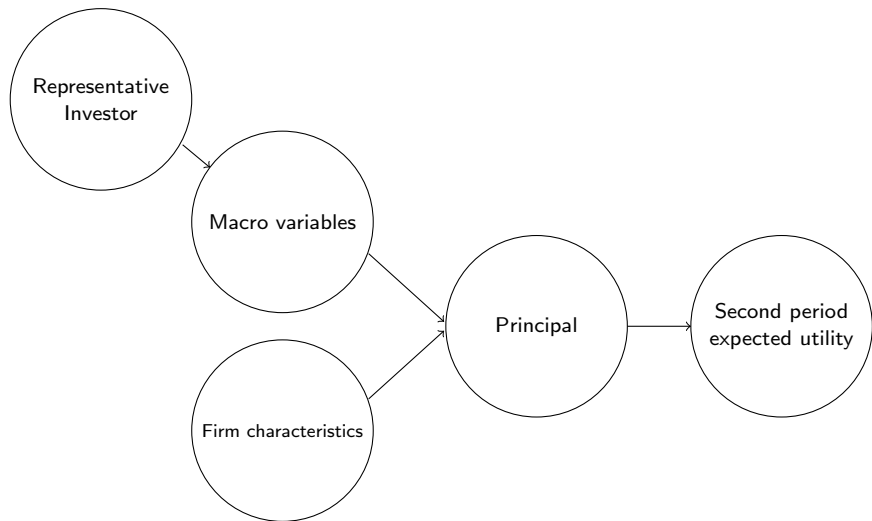 Representative
Investor
Macro variables
Principal
Second period
expected utility
Firm characteristics